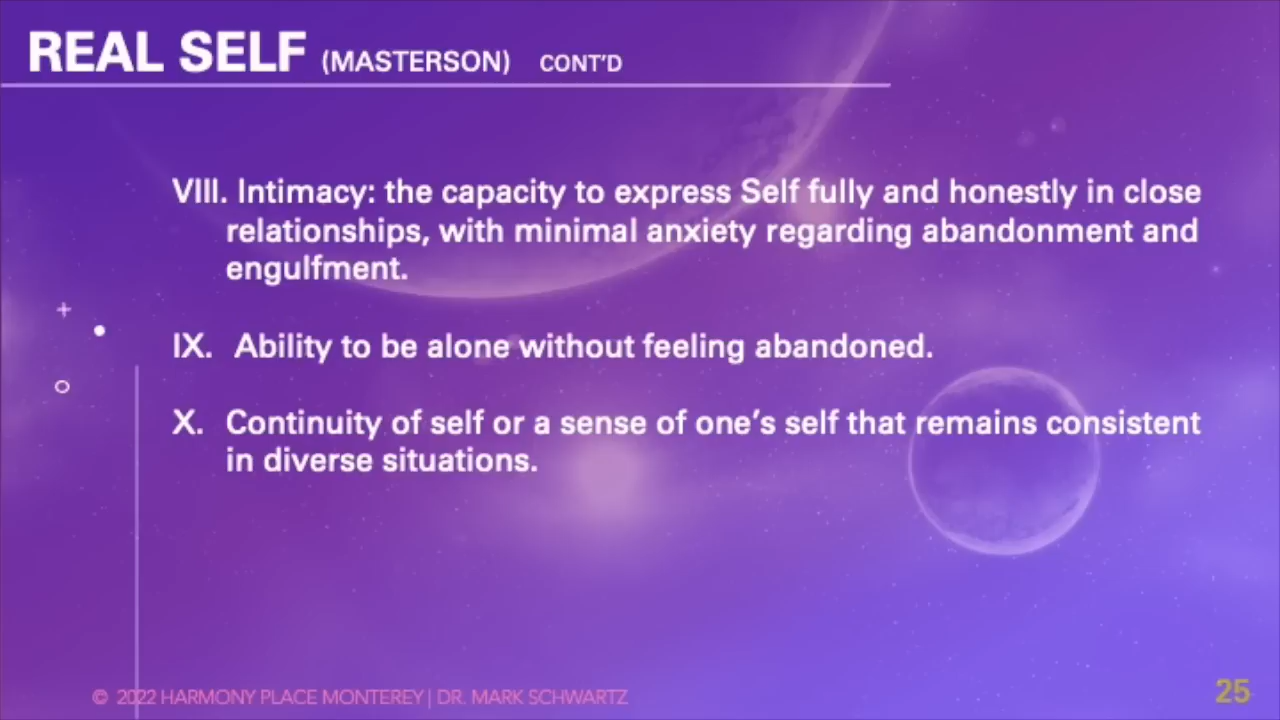 REAL SELF (MASTERSON) CONT'D
VIII. Intimacy: the capacity to express Self fully and honestly in close
relationships, with minimal anxiety regarding abandonment and
engulfment.
IX. Ability to be alone without feeling abandoned.
X. Continuity of self or a sense of one's self that remains consistent
in diverse situations.
© 2022 HARMONY PLACE MONTEREY | DR. MARK SCHWARTZ
25